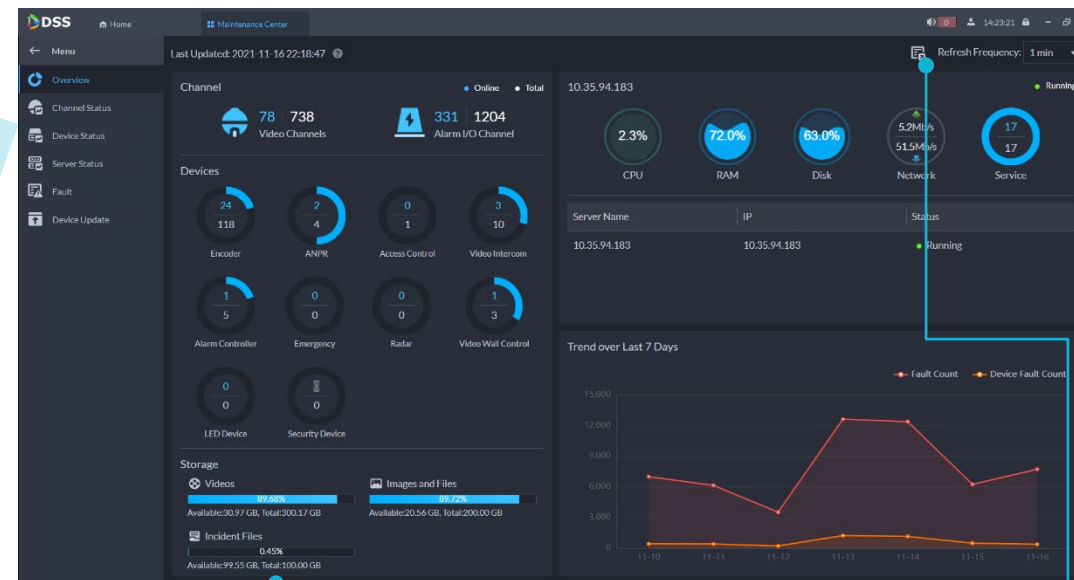 DSS Home Maintenance Center 0 14:23:21
Menu
Last Updated: 2021-11-16 22:18:47
Refresh Frequency: 1 min
Overview
Channel Status
Device Status
Server Status
Fault
Device Update
Channel
Online Total
78 738
Video Channels
331 1204
Alarm I/O Channel
Devices
24
118
Encoder
2
4
ANPR
0
1
Access Control
3
10
Video Intercom
1
5
Alarm Controller
0
0
Emergency
0
0
Radar
1
3
Video Wall Control
0
0
LED Device
0
0
Security Device
Storage
Videos
89.68%
Available:30.97 GB, Total:300.17 GB
Images and Files
89.72%
Available:20.56 GB, Total:200.00 GB
Incident Files
0.45%
Available:99.55 GB, Total:100.00 GB
10.35.94.183
Running
2.3%
CPU
72.0%
RAM
63.0%
Disk
5.2Mb/s
51.5Mb/s
Network
17
17
Service
Server Name IP Status
10.35.94.183 10.35.94.183 Running
Trend over Last 7 Days
Fault Count Device Fault Count
15,000
12,000
9,000
6,000
3,000
0
11-10 11-11 11-12 11-13 11-14 11-15 11-16